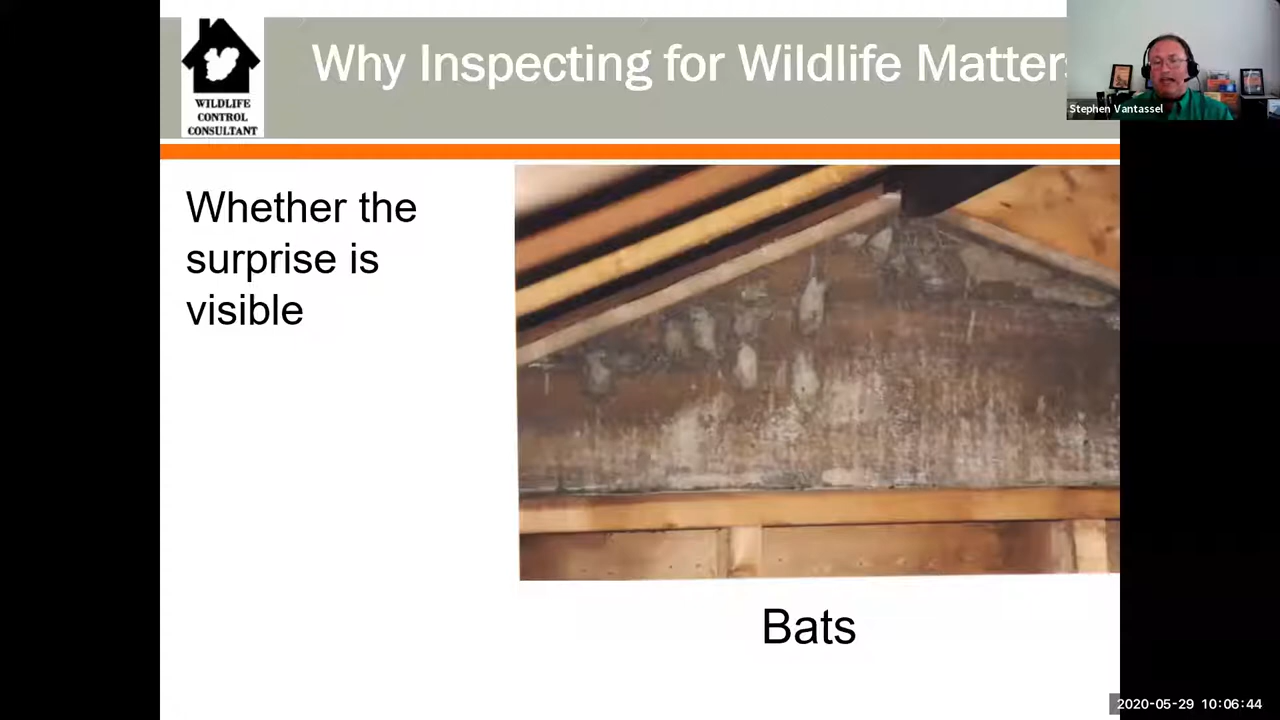 Why Inspecting for Wildlife Matters
Stephen Vantassel
WILDLIFE
CONTROL
CONSULTANT
Whether the
surprise is
visible
Bats
2020-05-29 10:06:44